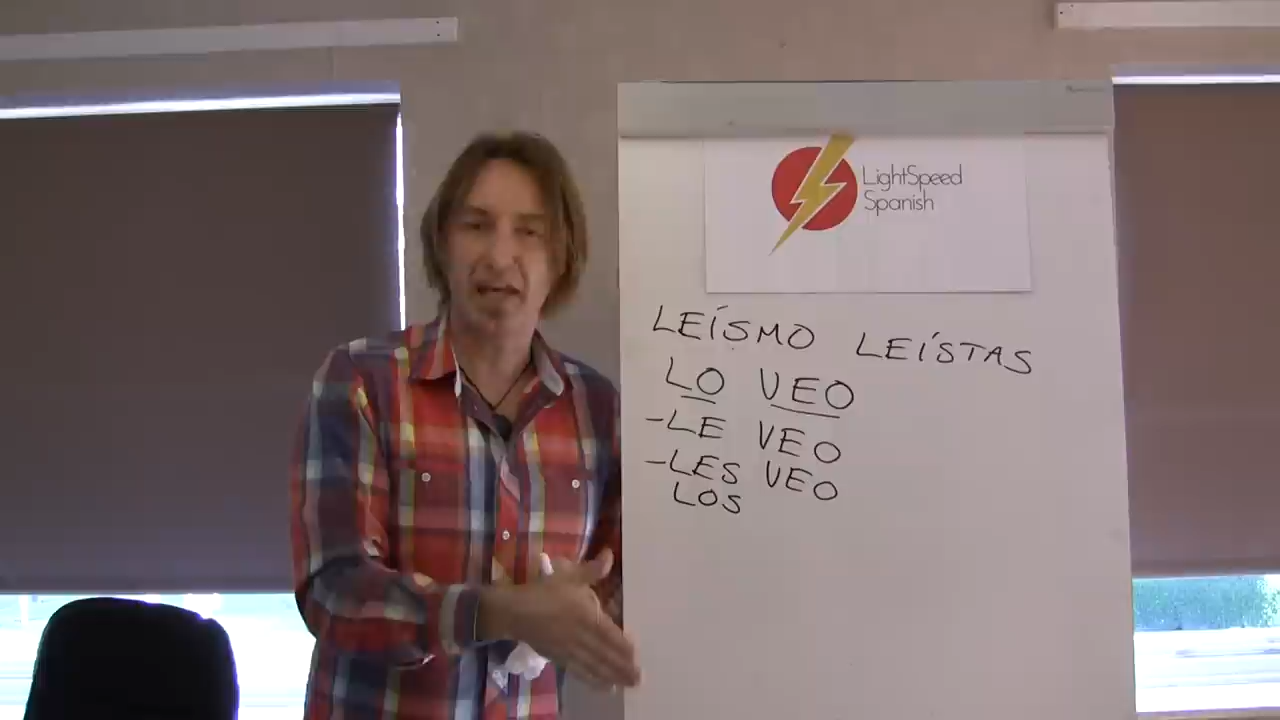 LightSpeed
Spanish
LEÍSMO LEÍSTAS
LO VEO
-LE VEO
-LES VEO
LOS